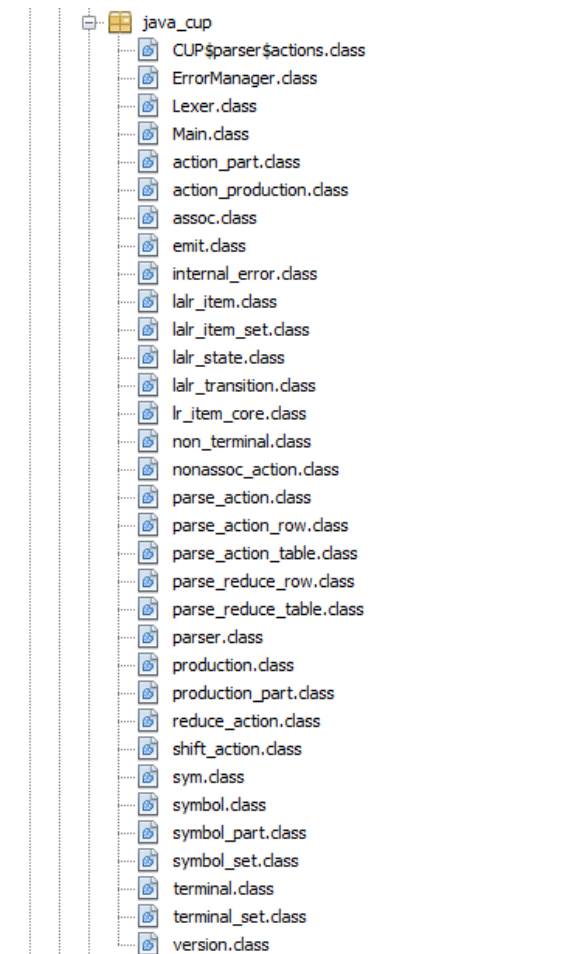 java_cup
CUP$parser$actions.class
ErrorManager.class
Lexer.class
Main.class
action_part.class
action_production.class
assoc.class
emit.class
internal_error.class
lalr_item.class
lalr_item_set.class
lalr_state.class
lalr_transition.class
lr_item_core.class
non_terminal.class
nonassoc_action.class
parse_action.class
parse_action_row.class
parse_action_table.class
parse_reduce_row.class
parse_reduce_table.class
parser.class
production.class
production_part.class
reduce_action.class
shift_action.class
sym.class
symbol.class
symbol_part.class
symbol_set.class
terminal.class
terminal_set.class
version.class